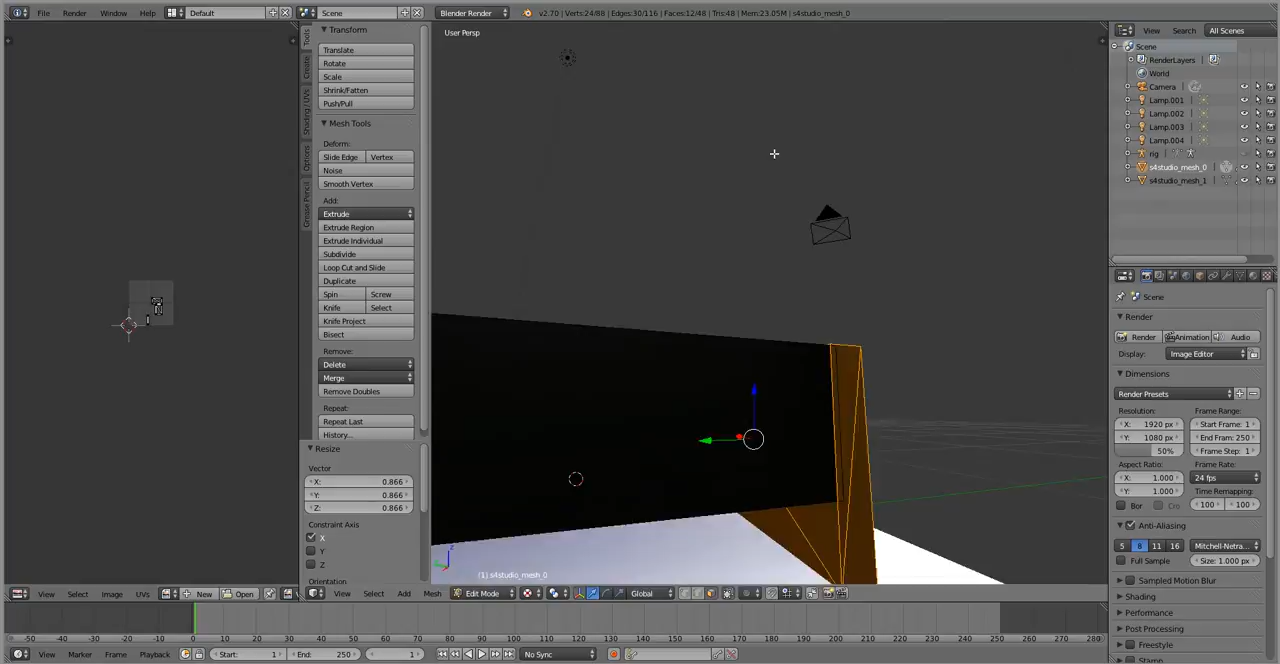 File Render Window Help Default Scene Blender Render v2.70 | Verts:24/88 | Edges:30/116 | Faces:12/48 | Tris:48 | Mem:23.05M | s4studio_mesh_0
Tools
Create
Shading / UVs
Options
Grease Pencil
Transform
Translate
Rotate
Scale
Shrink/Fatten
Push/Pull
Mesh Tools
Deform:
Slide Edge Vertex
Noise
Smooth Vertex
Add:
Extrude
Extrude Region
Extrude Individual
Subdivide
Loop Cut and Slide
Duplicate
Spin Screw
Knife Select
Knife Project
Bisect
Remove:
Delete
Merge
Remove Doubles
Repeat:
Repeat Last
History...
Resize
Vector
X: 0.866
Y: 0.866
Z: 0.866
Constraint Axis
X
Y
Z
Orientation
User Persp
(1) s4studio_mesh_0
View Search All Scenes
Scene
RenderLayers
World
Camera
Lamp.001
Lamp.002
Lamp.003
Lamp.004
rig
s4studio_mesh_0
s4studio_mesh_1
Scene
Render
Render Animation Audio
Display: Image Editor
Dimensions
Render Presets
Resolution: Frame Range:
X: 1920 px Start Frame: 1
Y: 1080 px End Fram: 250
50% Frame Step: 1
Aspect Ratio: Frame Rate:
X: 1.000 24 fps
Y: 1.000 Time Remapping:
Bor Cro 100 100
Anti-Aliasing
5 8 11 16 Mitchell-Netra...
Full Sample Size: 1.000 px
Sampled Motion Blur
Shading
Performance
Post Processing
Freestyle
Stamp
View Select Image UVs New Open
View Select Add Mesh Edit Mode Global
-50 -40 -30 -20 -10 0 10 20 30 40 50 60 70 80 90 100 110 120 130 140 150 160 170 180 190 200 210 220 230 240 250 260 270 280
View Marker Frame Playback Start: 1 End: 250 1 No Sync